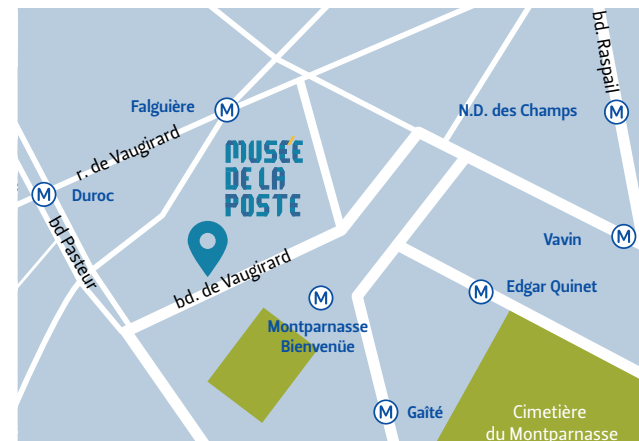 bd. Raspail
Falguière
M
N.D. des Champs
M
r. de Vaugirard
MUSÉE
DE LA
POSTE
M
Duroc
bd Pasteur
Vavin
M
bd. de Vaugirard
M
Montparnasse
Bienvenüe
M
Edgar Quinet
M
Gaîté
Cimetière
du Montparnasse